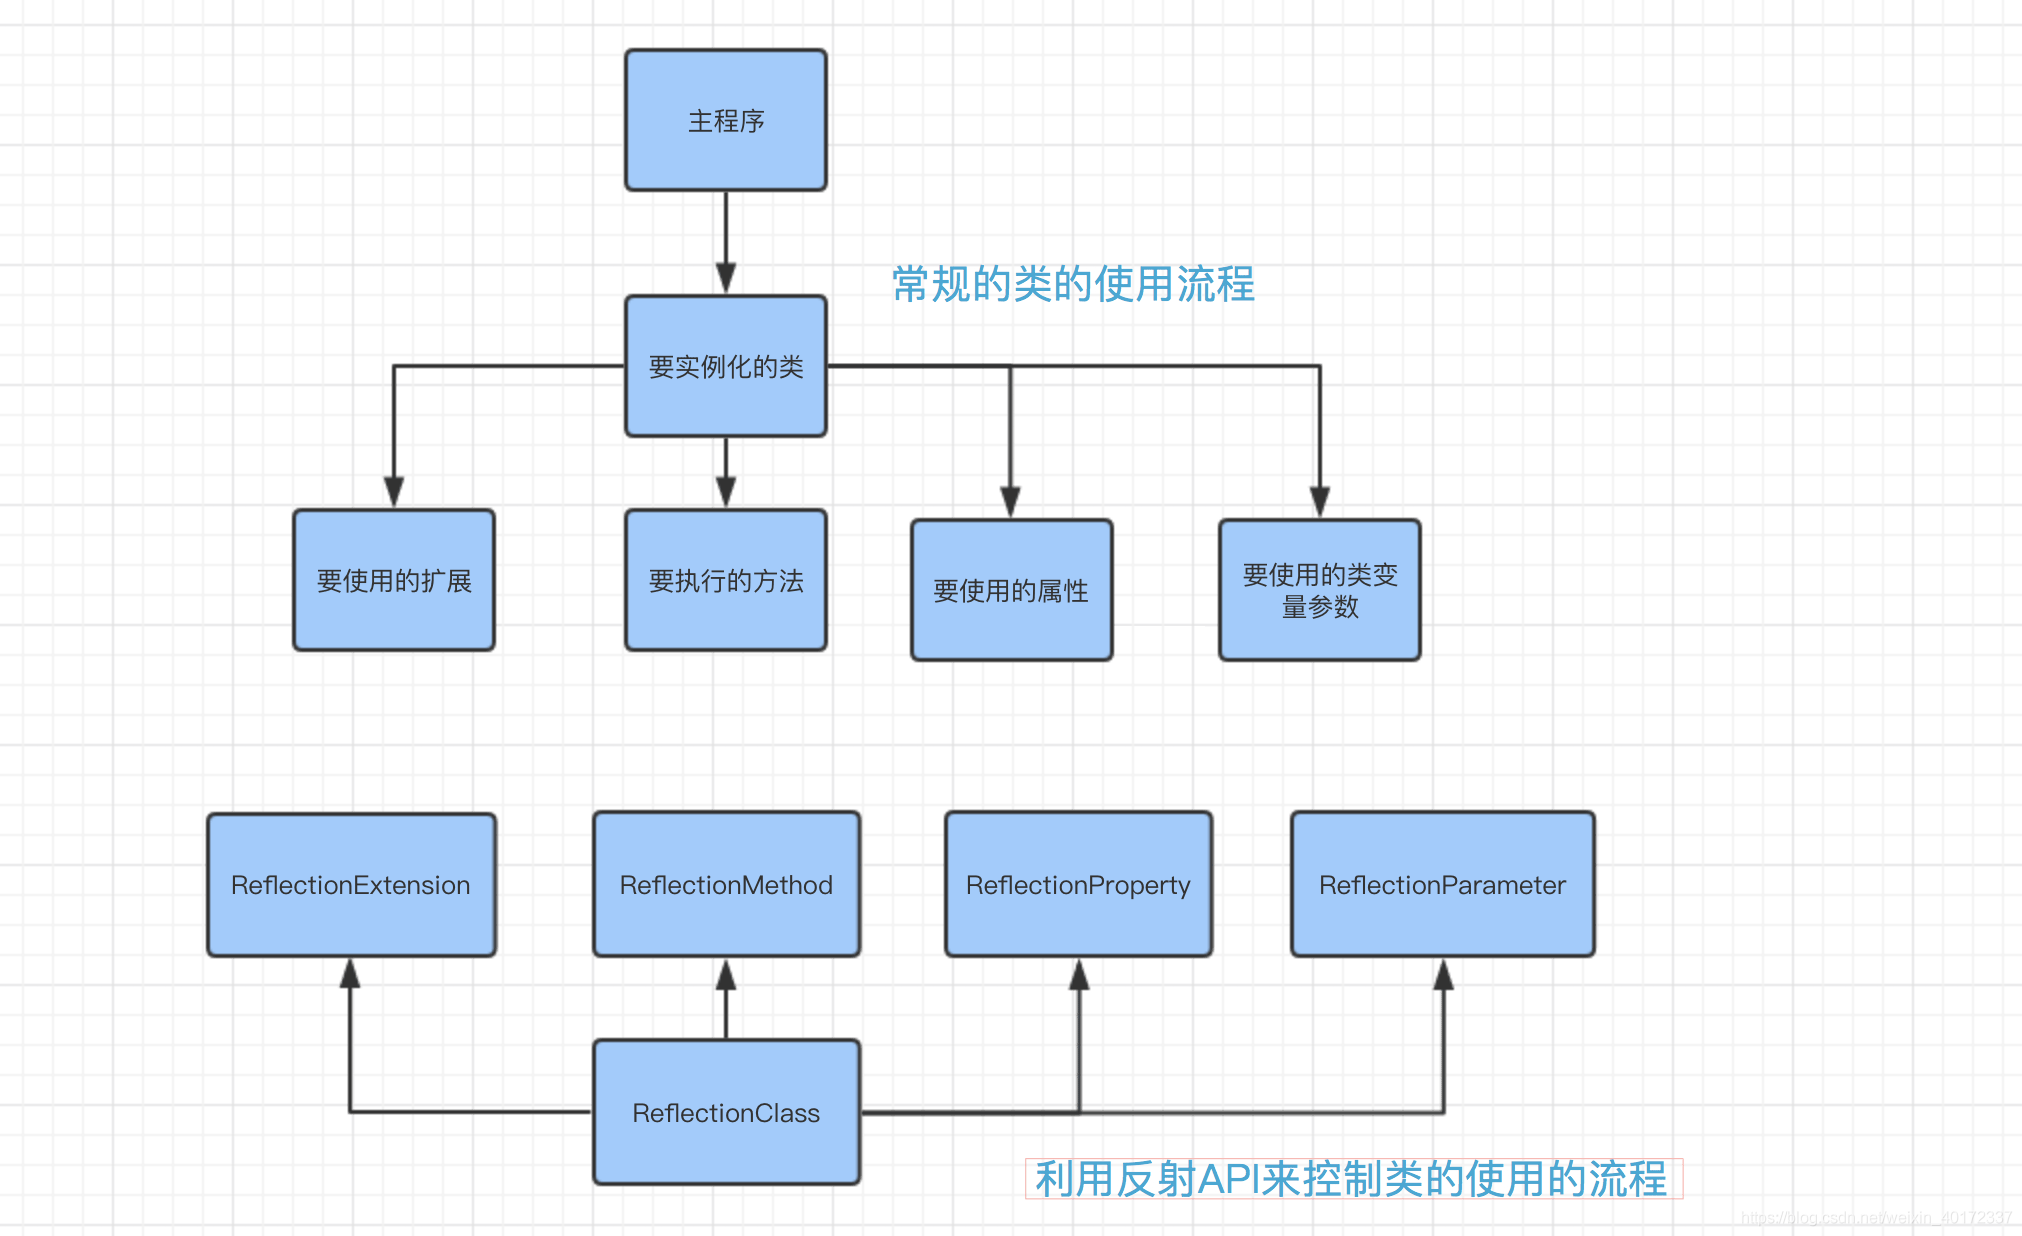 主程序
常规的类的使用流程
要实例化的类
要使用的扩展
要执行的方法
要使用的属性
要使用的类变
量参数
ReflectionExtension
ReflectionMethod
ReflectionProperty
ReflectionParameter
ReflectionClass
利用反射API来控制类的使用的流程
https://blog.csdn.net/weixin_40172337